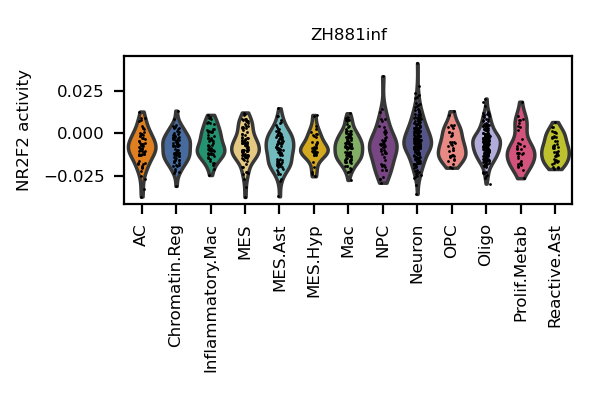 ZH881inf
NR2F2 activity
0.025
0.000
−0.025
AC
Chromatin.Reg
Inflammatory.Mac
MES
MES.Ast
MES.Hyp
Mac
NPC
Neuron
OPC
Oligo
Prolif.Metab
Reactive.Ast